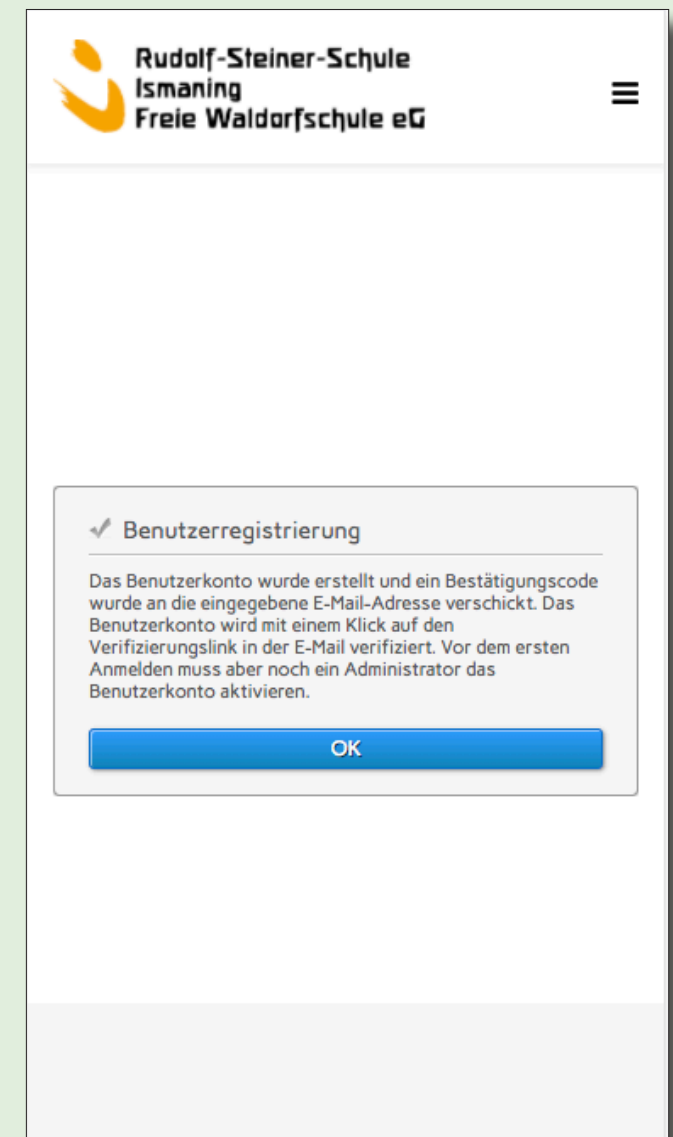 Rudolf-Steiner-Schule
Ismaning
Freie Waldorfschule eG
Benutzerregistrierung
Das Benutzerkonto wurde erstellt und ein Bestätigungscode
wurde an die eingegebene E-Mail-Adresse verschickt. Das
Benutzerkonto wird mit einem Klick auf den
Verifizierungslink in der E-Mail verifiziert. Vor dem ersten
Anmelden muss aber noch ein Administrator das
Benutzerkonto aktivieren.
OK